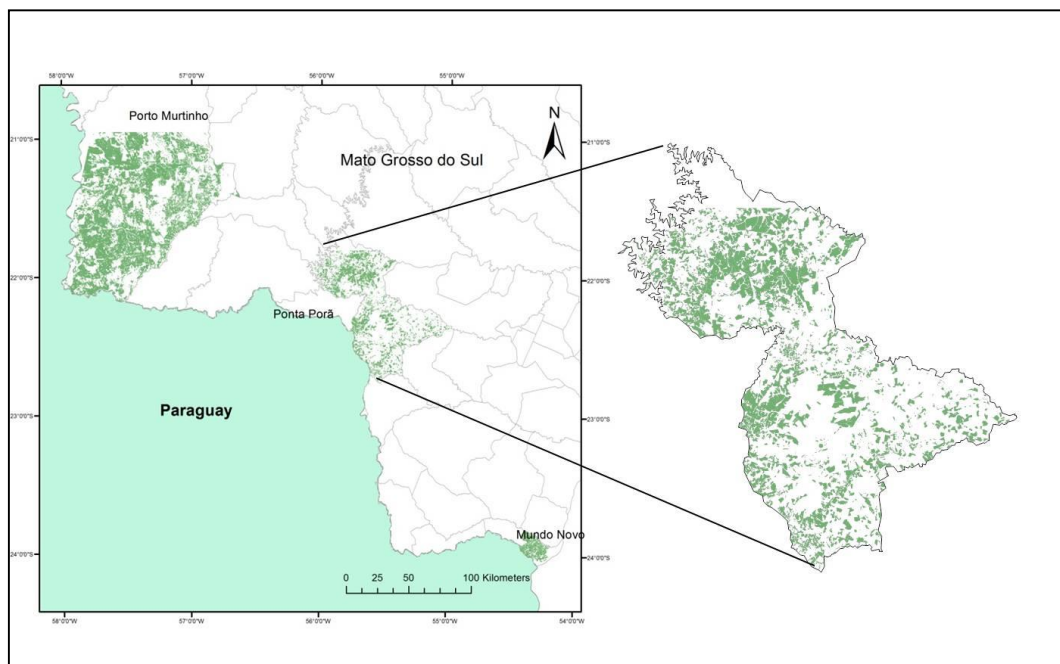 58°0'0"W 57°0'0"W 56°0'0"W 55°0'0"W
Porto Murtinho
N
21°0'0"S 21°0'0"S
Mato Grosso do Sul
22°0'0"S 22°0'0"S
Ponta Porã
Paraguay
23°0'0"S 23°0'0"S
Mundo Novo
24°0'0"S 24°0'0"S
0 25 50 100 Kilometers
58°0'0"W 57°0'0"W 56°0'0"W 55°0'0"W 54°0'0"W